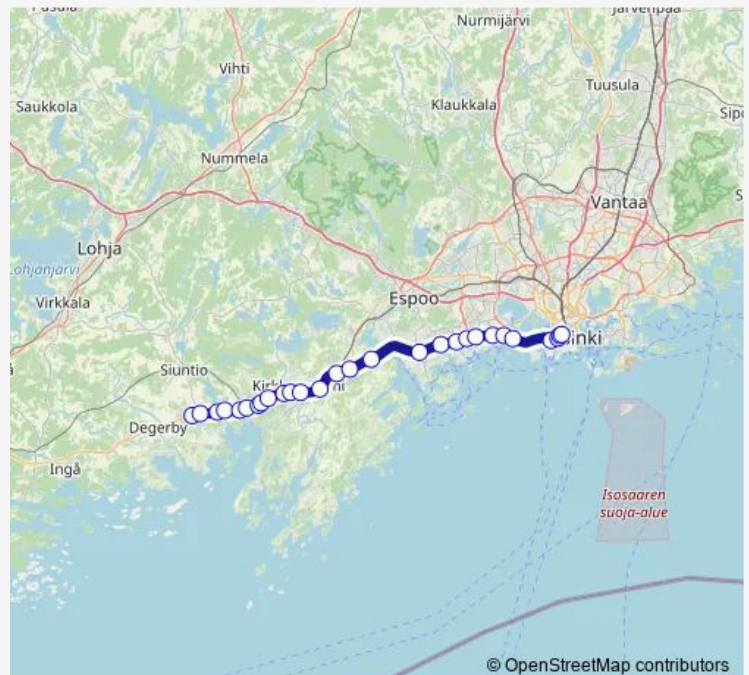 Nurmijärvi
Vihti
Tuusula
Saukkola
Klaukkala
Nummela
Vantaa
Lohja
Lohjanjärvi
Espoo
Virkkala
Siuntio
Degerby
Ingå
Isosaaren
suoja-alue
© OpenStreetMap contributors